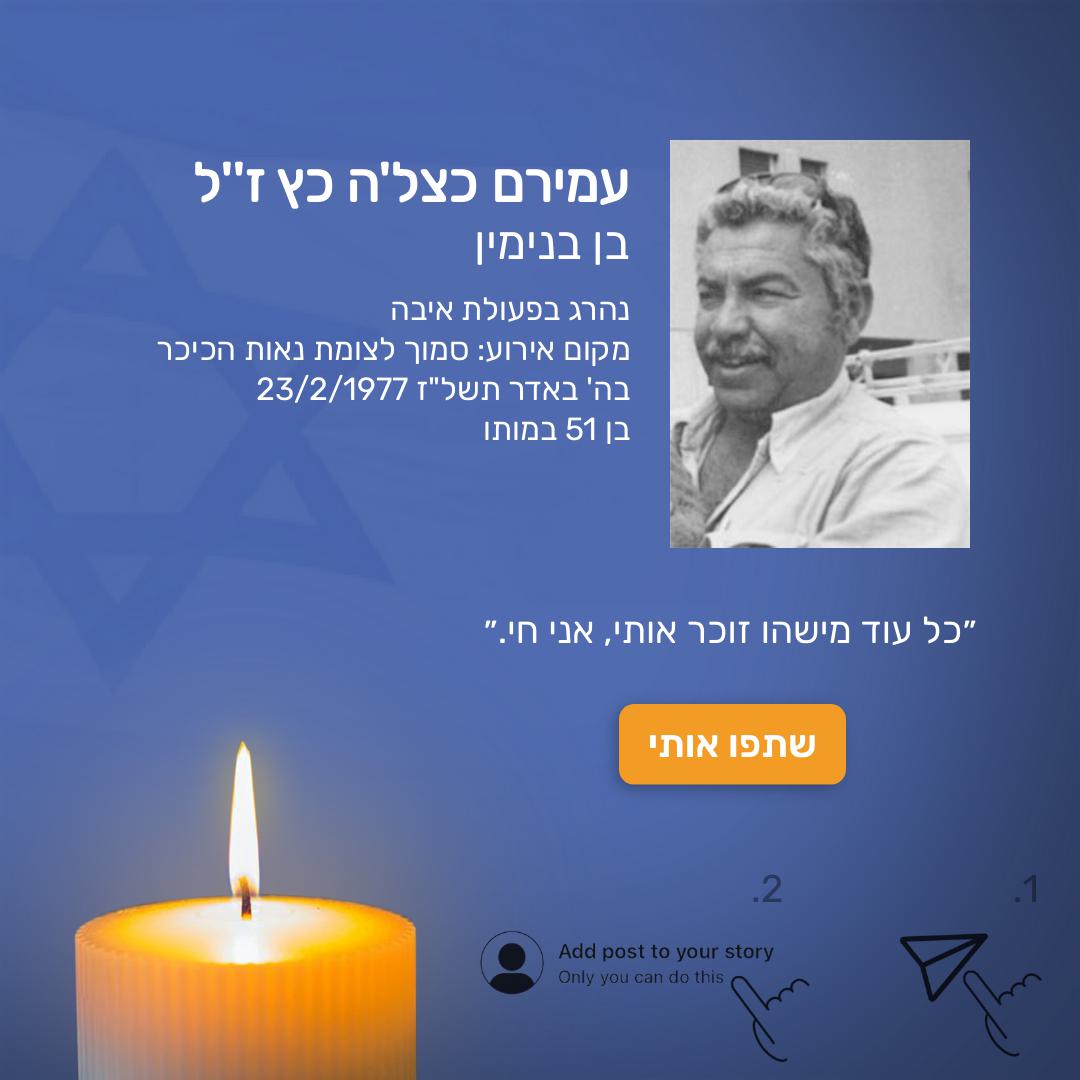 עמירם כצל'ה כץ ז''ל
בן בנימין
נהרג בפעולת איבה
מקום אירוע: סמוך לצומת נאות הכיכר
בה' באדר תשל"ז 23/2/1977
בן 51 במותו
״כל עוד מישהו זוכר אותי, אני חי.״
שתפו אותי
1.
2.
Add post to your story
Only you can do this